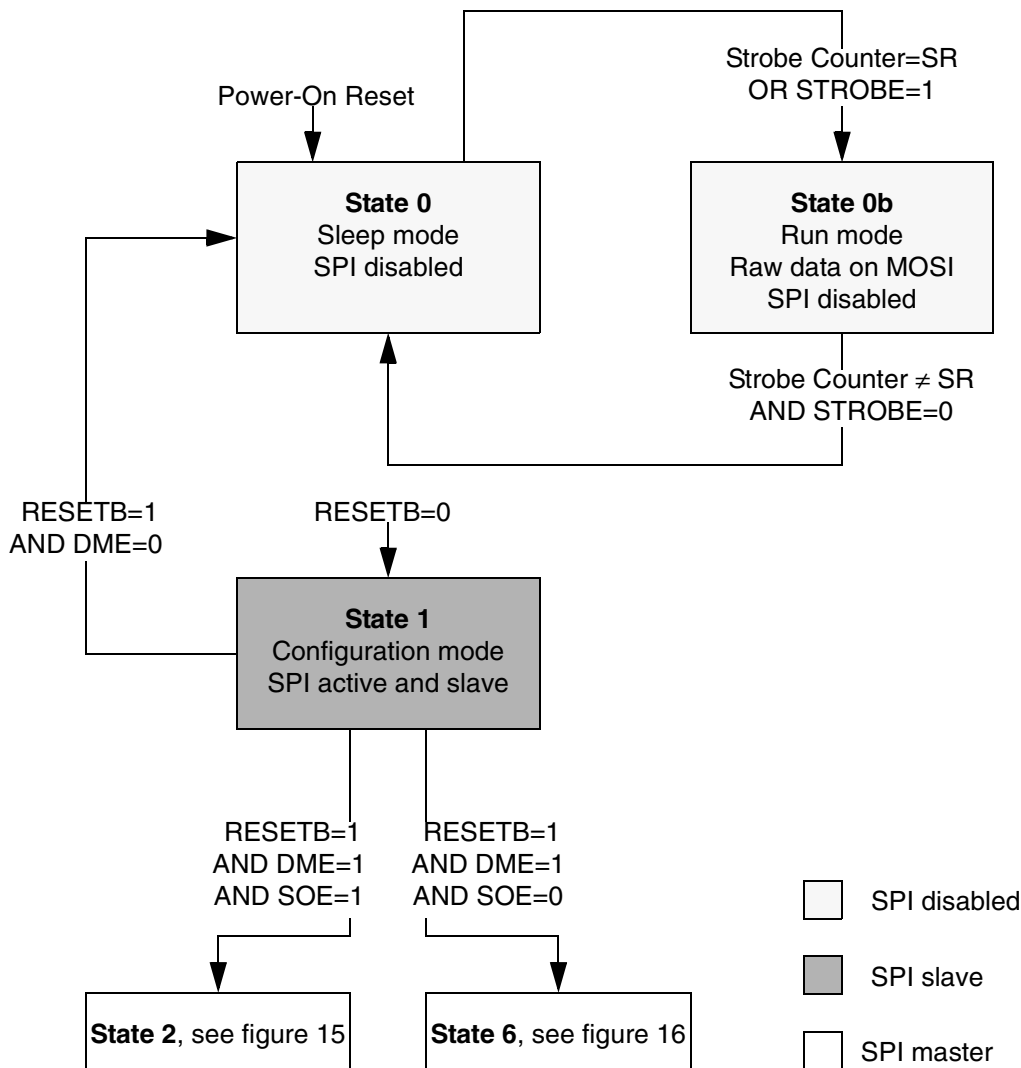 Strobe Counter=SR
OR STROBE=1
Power-On Reset
State 0
Sleep mode
SPI disabled
State 0b
Run mode
Raw data on MOSI
SPI disabled
Strobe Counter ≠ SR
AND STROBE=0
RESETB=1
AND DME=0
RESETB=0
State 1
Configuration mode
SPI active and slave
RESETB=1
AND DME=1
AND SOE=1
RESETB=1
AND DME=1
AND SOE=0
State 2, see figure 15
State 6, see figure 16
SPI disabled
SPI slave
SPI master